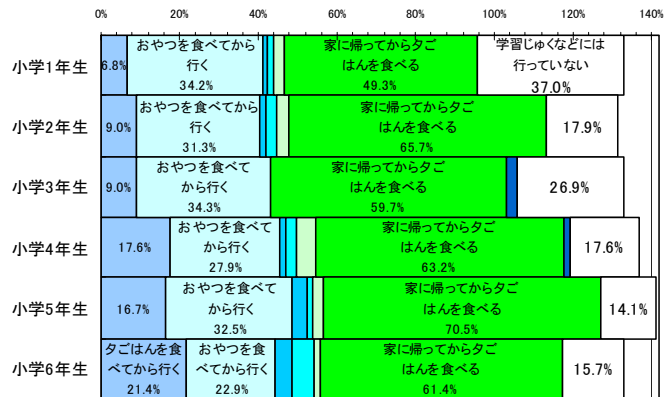 0% 20% 40% 60% 80% 100% 120% 140%
小学1年生
6.8%
おやつを食べてから
行く
34.2%
家に帰ってから夕ご
はんを食べる
49.3%
学習じゅくなどには
行っていない
37.0%
小学2年生
9.0%
おやつを食べてから
行く
31.3%
家に帰ってから夕ご
はんを食べる
65.7%
17.9%
小学3年生
9.0%
おやつを食べて
から行く
34.3%
家に帰ってから夕ご
はんを食べる
59.7%
26.9%
小学4年生
17.6%
おやつを食べて
から行く
27.9%
家に帰ってから夕ご
はんを食べる
63.2%
17.6%
小学5年生
16.7%
おやつを食べて
から行く
32.5%
家に帰ってから夕ご
はんを食べる
70.5%
14.1%
小学6年生
夕ごはんを食
べてから行く
21.4%
おやつを食
べてから行く
22.9%
家に帰ってから夕ご
はんを食べる
61.4%
15.7%